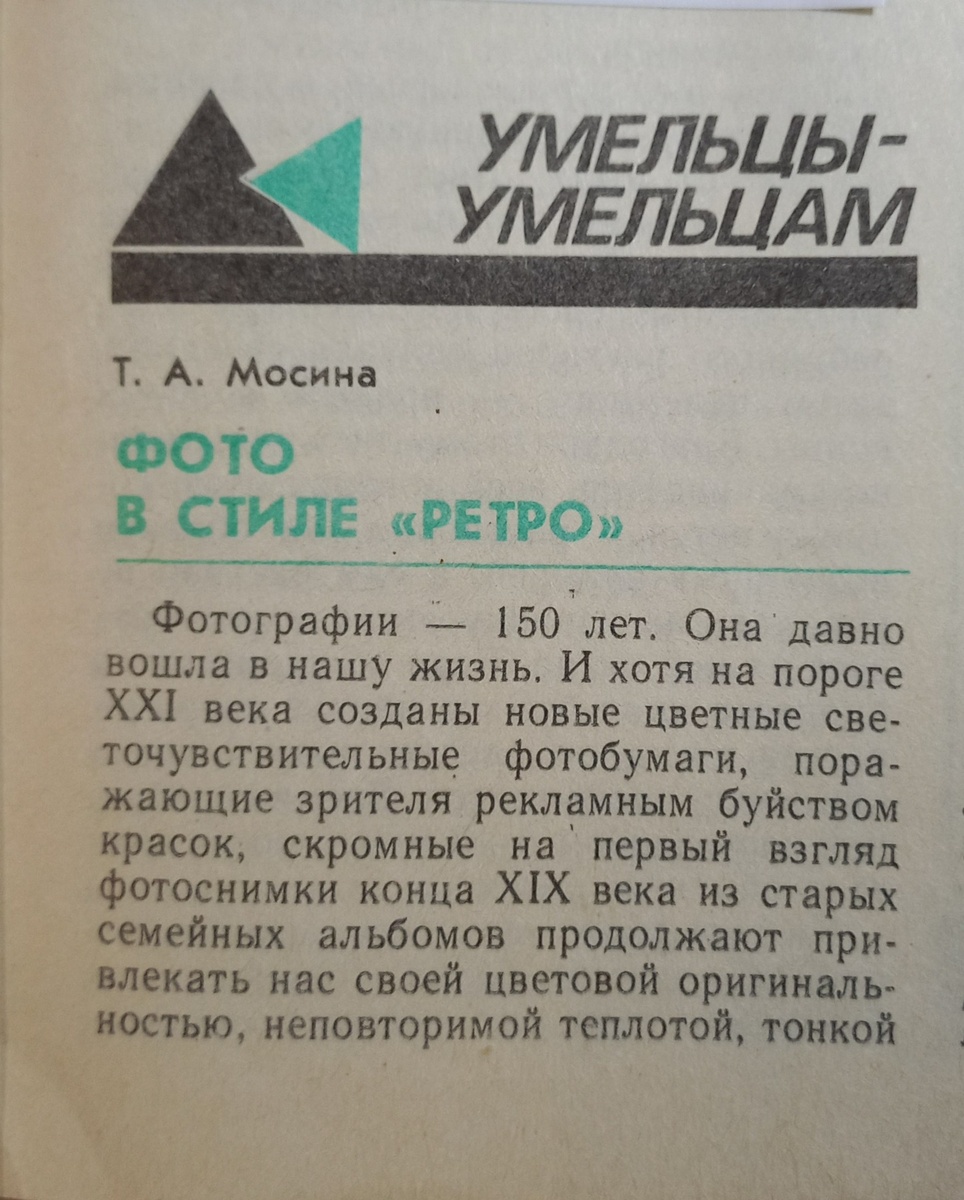 УМЕЛЬЦЫ-
УМЕЛЬЦАМ
Т. А. Мосина
ФОТО
В СТИЛЕ «РЕТРО»
Фотографии — 150 лет. Она давно
вошла в нашу жизнь. И хотя на пороге
XXI века созданы новые цветные све-
точувствительные фотобумаги, пора-
жающие зрителя рекламным буйством
красок, скромные на первый взгляд
фотоснимки конца XIX века из старых
семейных альбомов продолжают при-
влекать нас своей цветовой оригиналь-
ностью, неповторимой теплотой, тонкой